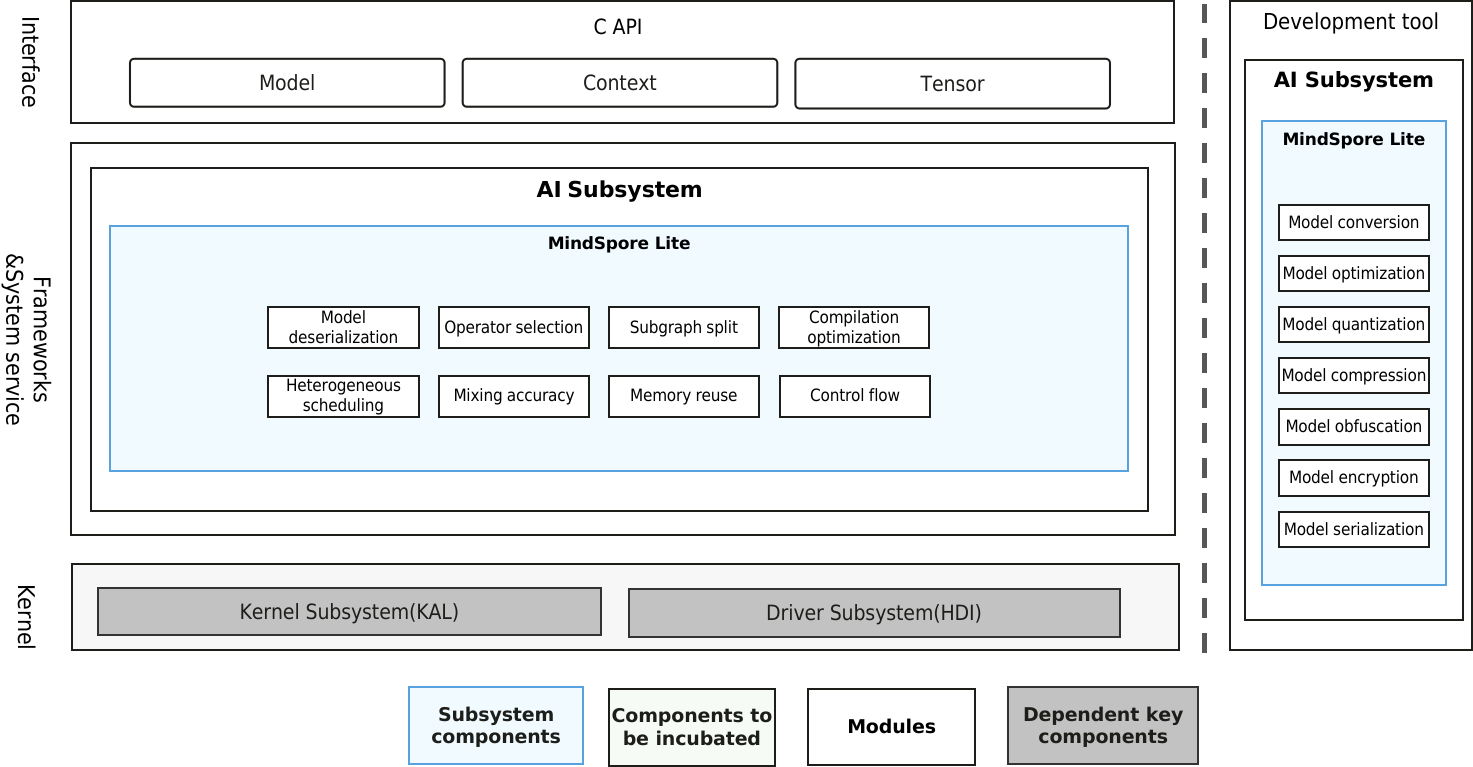 Interface
C API
Model
Context
Tensor
Frameworks
&System service
AI Subsystem
MindSpore Lite
Model
deserialization
Operator selection
Subgraph split
Compilation
optimization
Heterogeneous
scheduling
Mixing accuracy
Memory reuse
Control flow
Kernel
Kernel Subsystem(KAL)
Driver Subsystem(HDI)
Development tool
AI Subsystem
MindSpore Lite
Model conversion
Model optimization
Model quantization
Model compression
Model obfuscation
Model encryption
Model serialization
Subsystem
components
Components to
be incubated
Modules
Dependent key
components